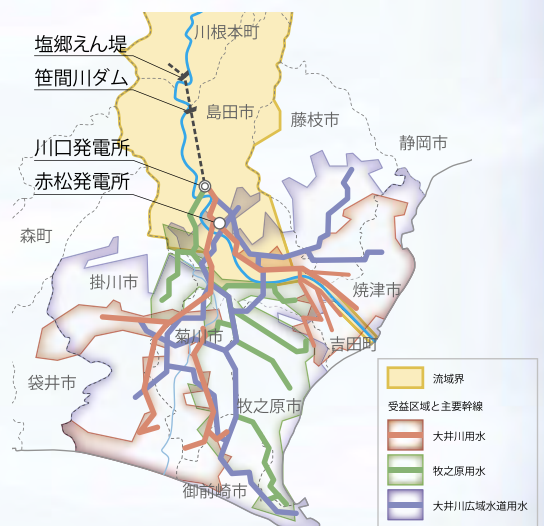 川根本町
塩郷えん堤
笹間川ダム
島田市
藤枝市
静岡市
川口発電所
赤松発電所
森町
掛川市
焼津市
菊川市
吉田町
袋井市
牧之原市
御前崎市
流域界
受益区域と主要幹線
大井川用水
牧之原用水
大井川広域水道用水